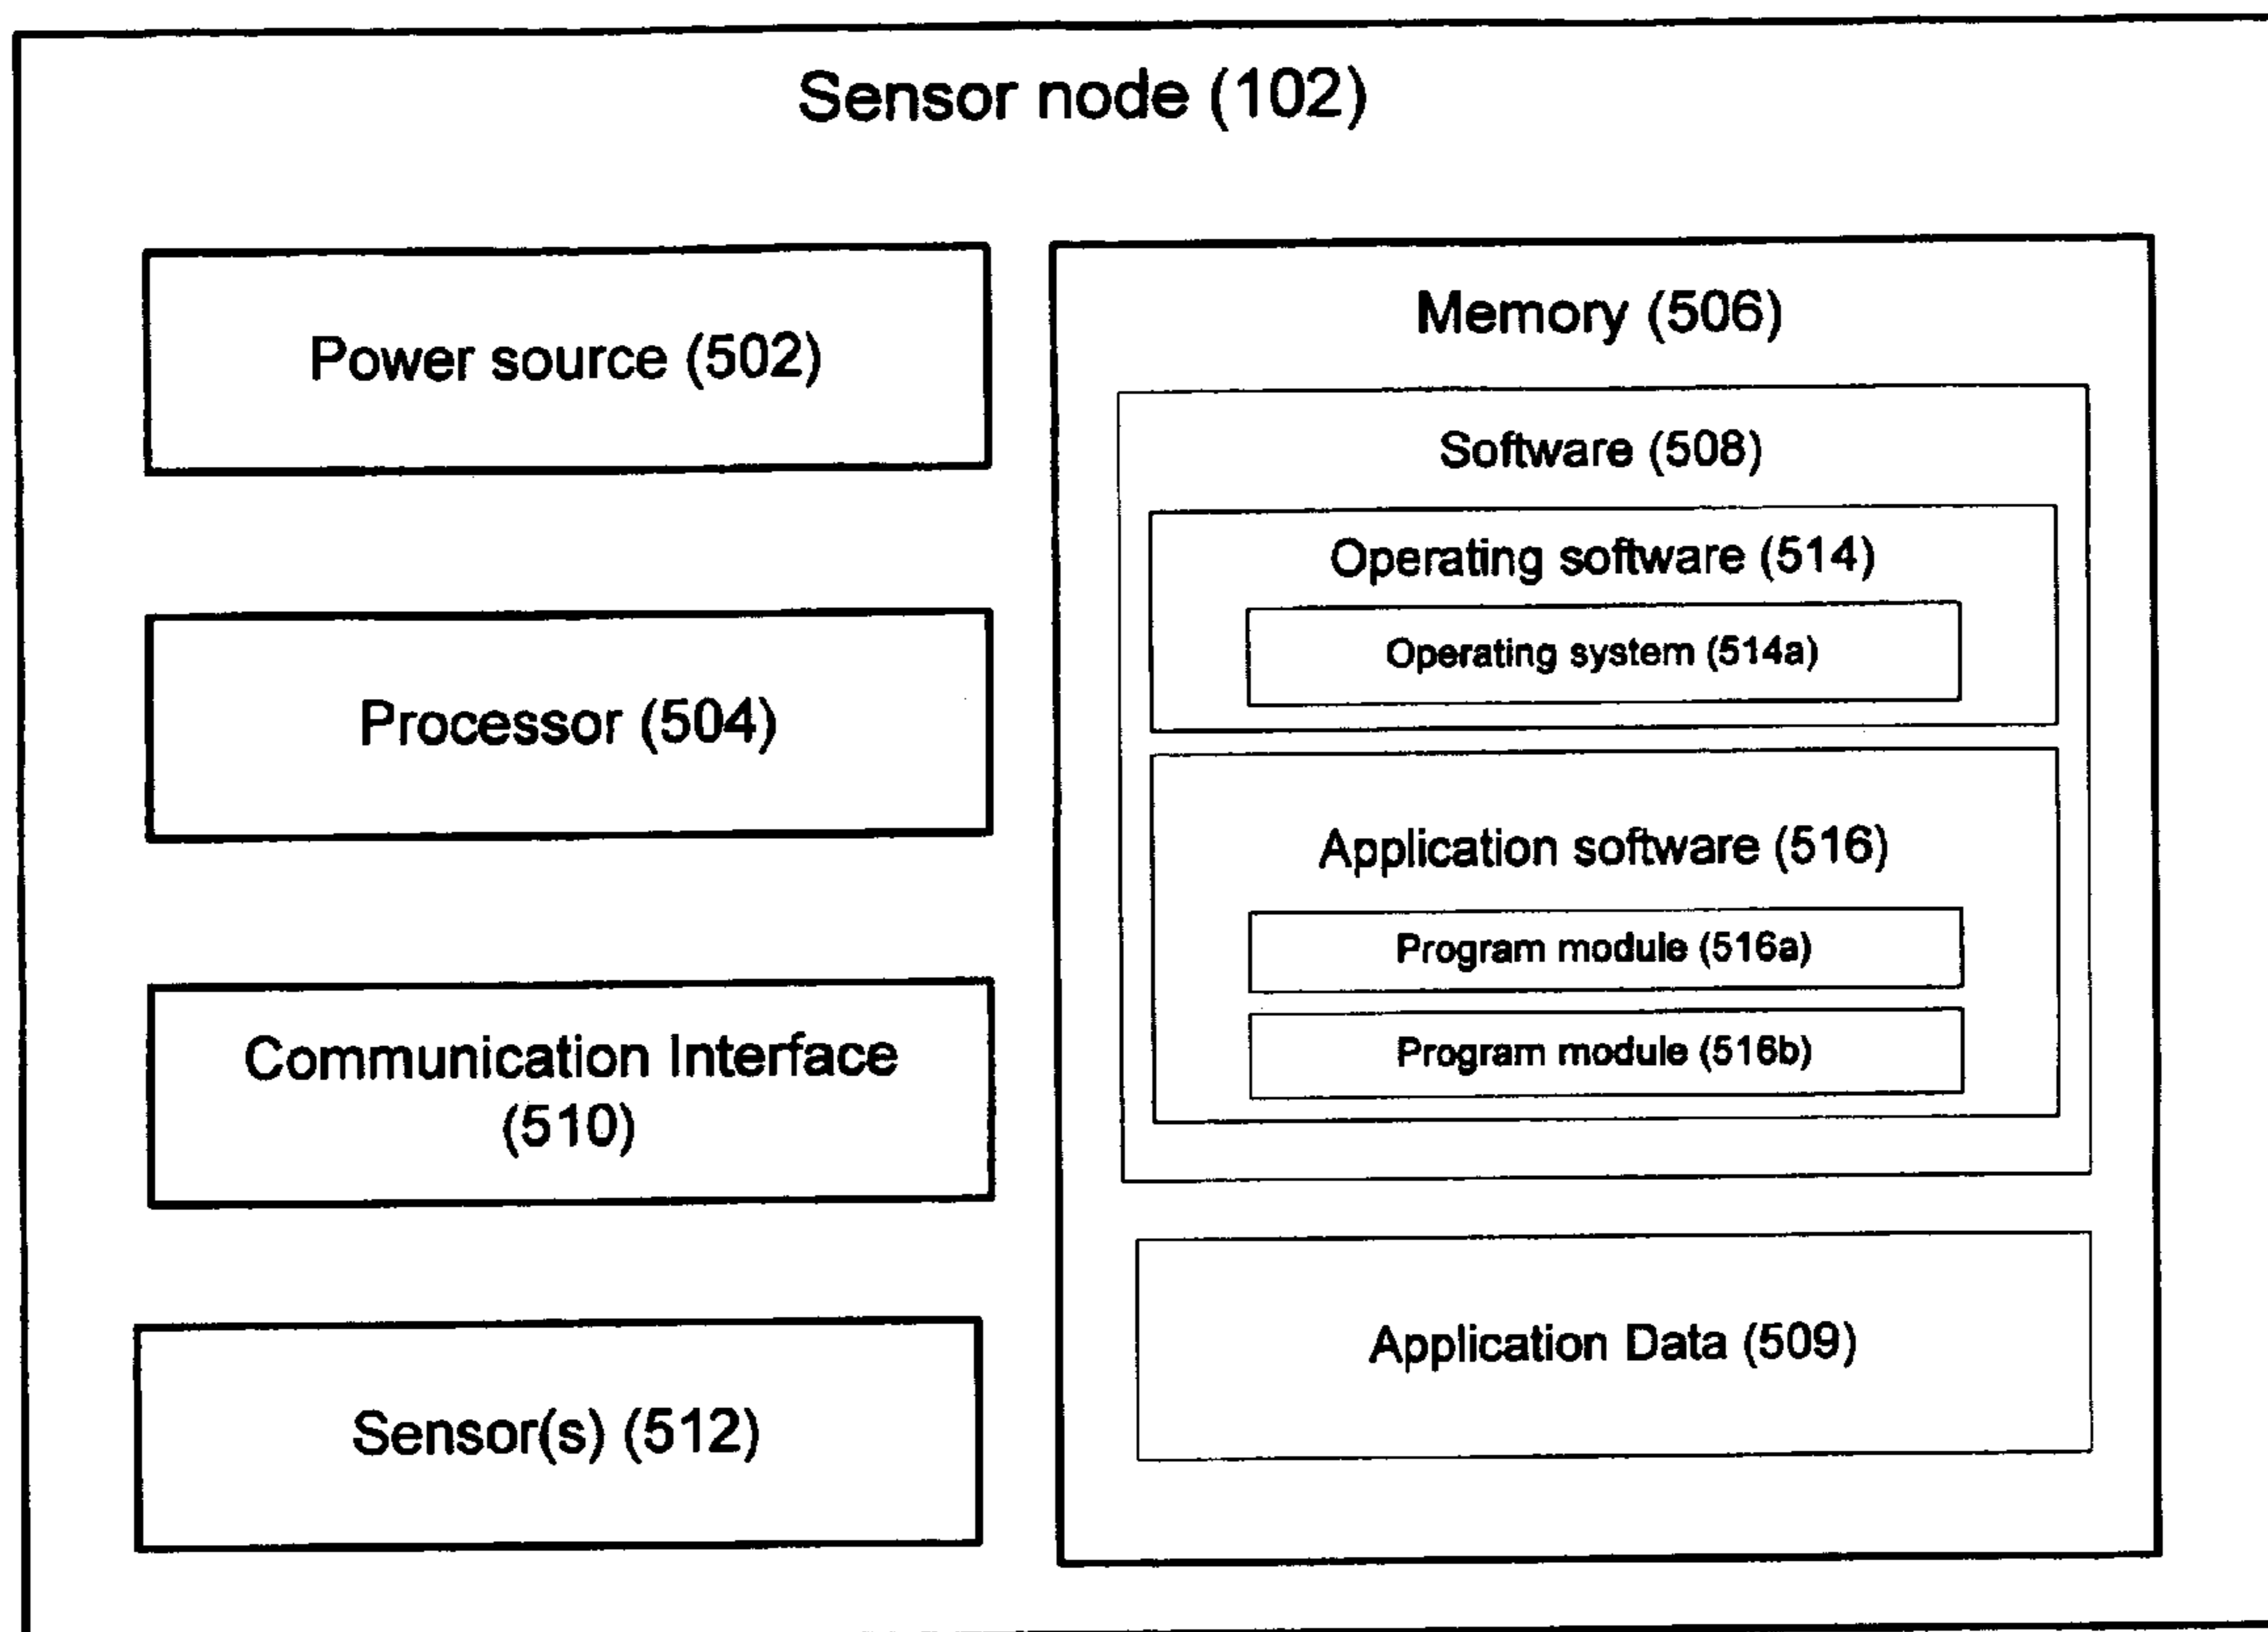 Sensor node (102)
Power source (502)
Processor (504)
Communication Interface
(510)
Sensor(s) (512)
Memory (506)
Software (508)
Operating software (514)
Operating system (514a)
Application software (516)
Program module (516a)
Program module (516b)
Application Data (509)